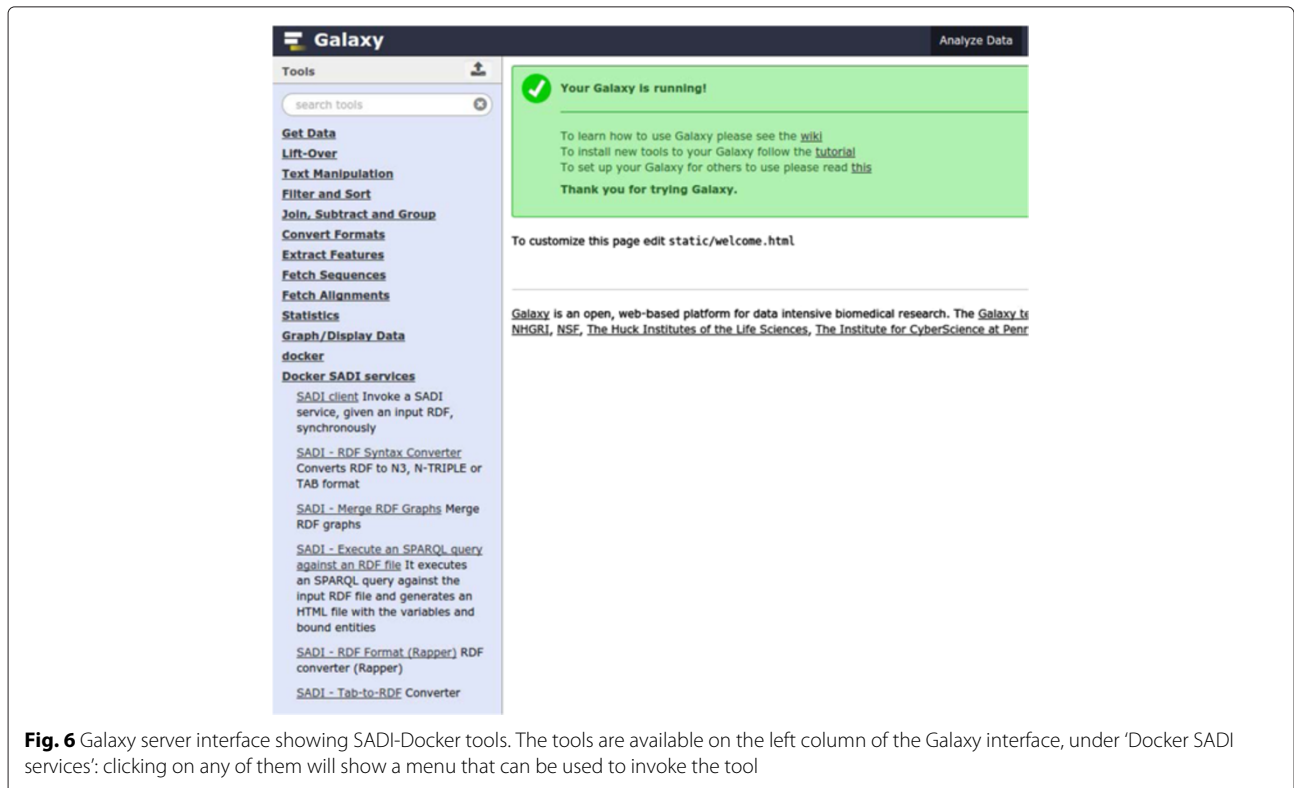 Galaxy
Analyze Data
Tools
search tools
Get Data
Lift-Over
Text Manipulation
Filter and Sort
Join, Subtract and Group
Convert Formats
Extract Features
Fetch Sequences
Fetch Alignments
Statistics
Graph/Display Data
docker
Docker SADI services
SADI client Invoke a SADI
service, given an input RDF,
synchronously
SADI - RDF Syntax Converter
Converts RDF to N3, N-TRIPLE or
TAB format
SADI - Merge RDF Graphs Merge
RDF graphs
SADI - Execute an SPARQL query
against an RDF file It executes
an SPARQL query against the
input RDF file and generates an
HTML file with the variables and
bound entities
SADI - RDF Format (Rapper) RDF
converter (Rapper)
SADI - Tab-to-RDF Converter
Your Galaxy is running!
To learn how to use Galaxy please see the wiki
To install new tools to your Galaxy follow the tutorial
To set up your Galaxy for others to use please read this
Thank you for trying Galaxy.
To customize this page edit static/welcome.html
Galaxy is an open, web-based platform for data intensive biomedical research. The Galaxy te
NHGRI, NSF, The Huck Institutes of the Life Sciences, The Institute for CyberScience at Penr
Fig. 6 Galaxy server interface showing SADI-Docker tools. The tools are available on the left column of the Galaxy interface, under ‘Docker SADI
services’: clicking on any of them will show a menu that can be used to invoke the tool